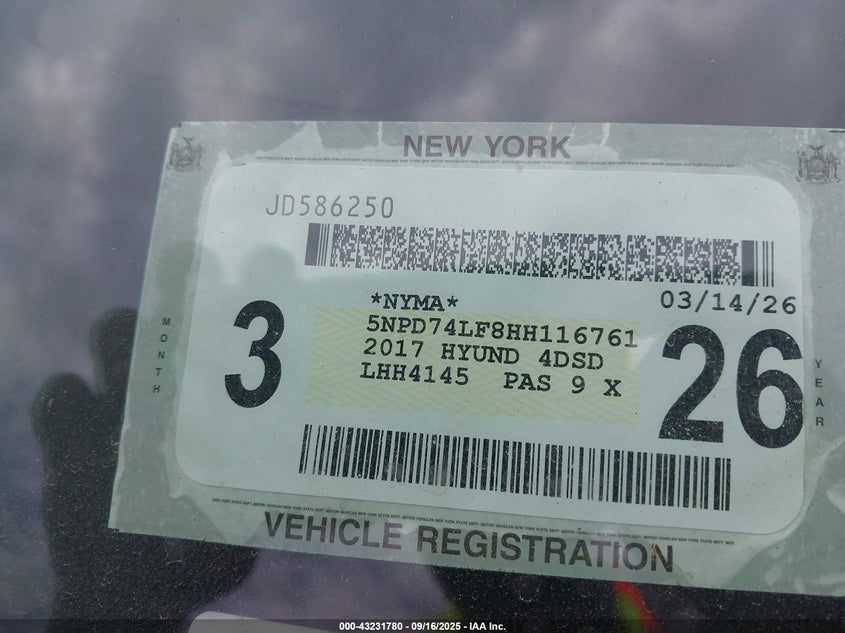 NEW YORK
JD586250
*NYMA*
03/14/26
5NPD74LF8HH116761
2017 HYUND 4DSD
LHH4145 PAS 9 X
MONTH
3
26
YEAR
VEHICLE REGISTRATION
000-43231780 - 09/16/2025 - IAA Inc.